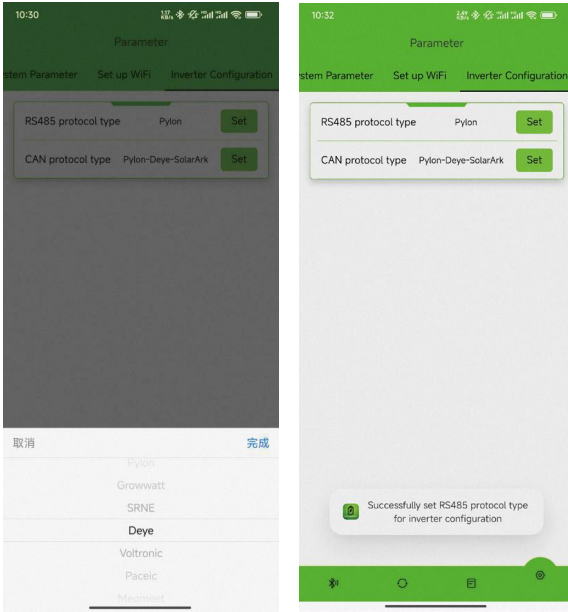 10:30
Parameter
stem Parameter Set up WiFi Inverter Configuration
RS485 protocol type Pylon Set
CAN protocol type Pylon-Deye-SolarArk Set
取消 完成
Pylon
Growwatt
SRNE
Deye
Voltronic
Paceic
Megmeet
10:32
Parameter
stem Parameter Set up WiFi Inverter Configuration
RS485 protocol type Pylon Set
CAN protocol type Pylon-Deye-SolarArk Set
Successfully set RS485 protocol type
for inverter configuration